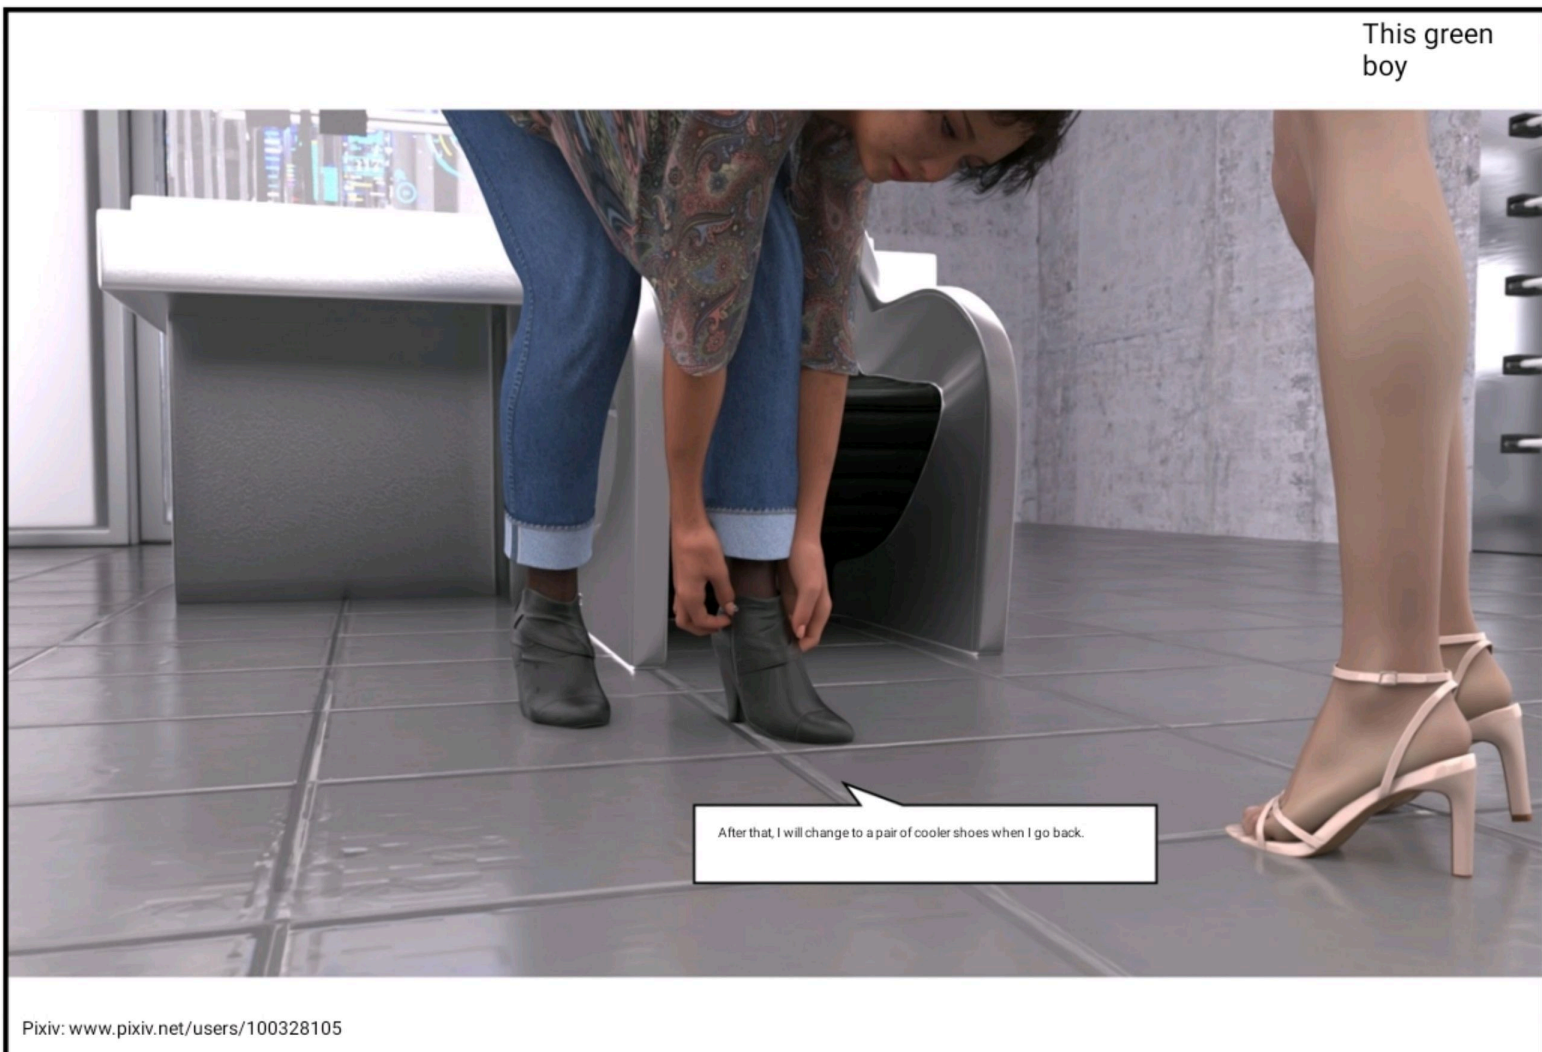 This green
boy
After that, I will change to a pair of cooler shoes when I go back.
Pixiv: www.pixiv.net/users/100328105